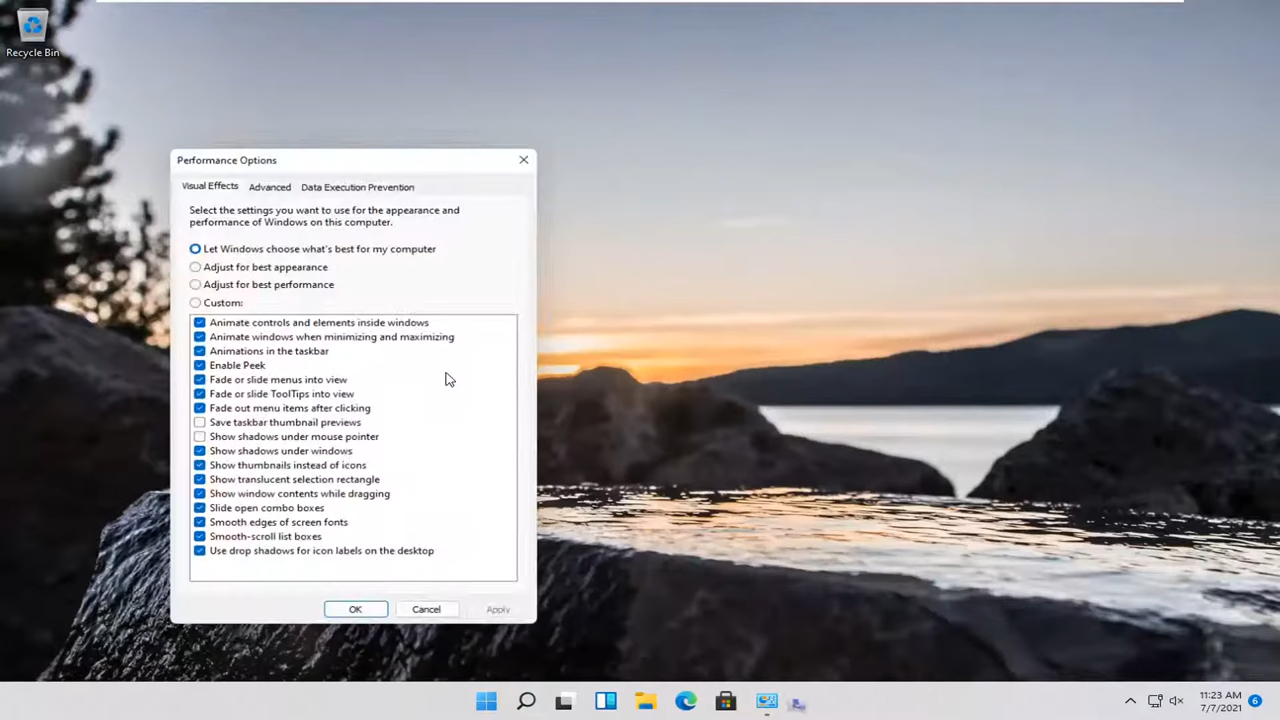 Recycle Bin
Performance Options
Visual Effects Advanced Data Execution Prevention
Select the settings you want to use for the appearance and
performance of Windows on this computer.
Let Windows choose what's best for my computer
Adjust for best appearance
Adjust for best performance
Custom:
Animate controls and elements inside windows
Animate windows when minimizing and maximizing
Animations in the taskbar
Enable Peek
Fade or slide menus into view
Fade or slide ToolTips into view
Fade out menu items after clicking
Save taskbar thumbnail previews
Show shadows under mouse pointer
Show shadows under windows
Show thumbnails instead of icons
Show translucent selection rectangle
Show window contents while dragging
Slide open combo boxes
Smooth edges of screen fonts
Smooth-scroll list boxes
Use drop shadows for icon labels on the desktop
OK Cancel Apply
11:23 AM
7/7/2021
6